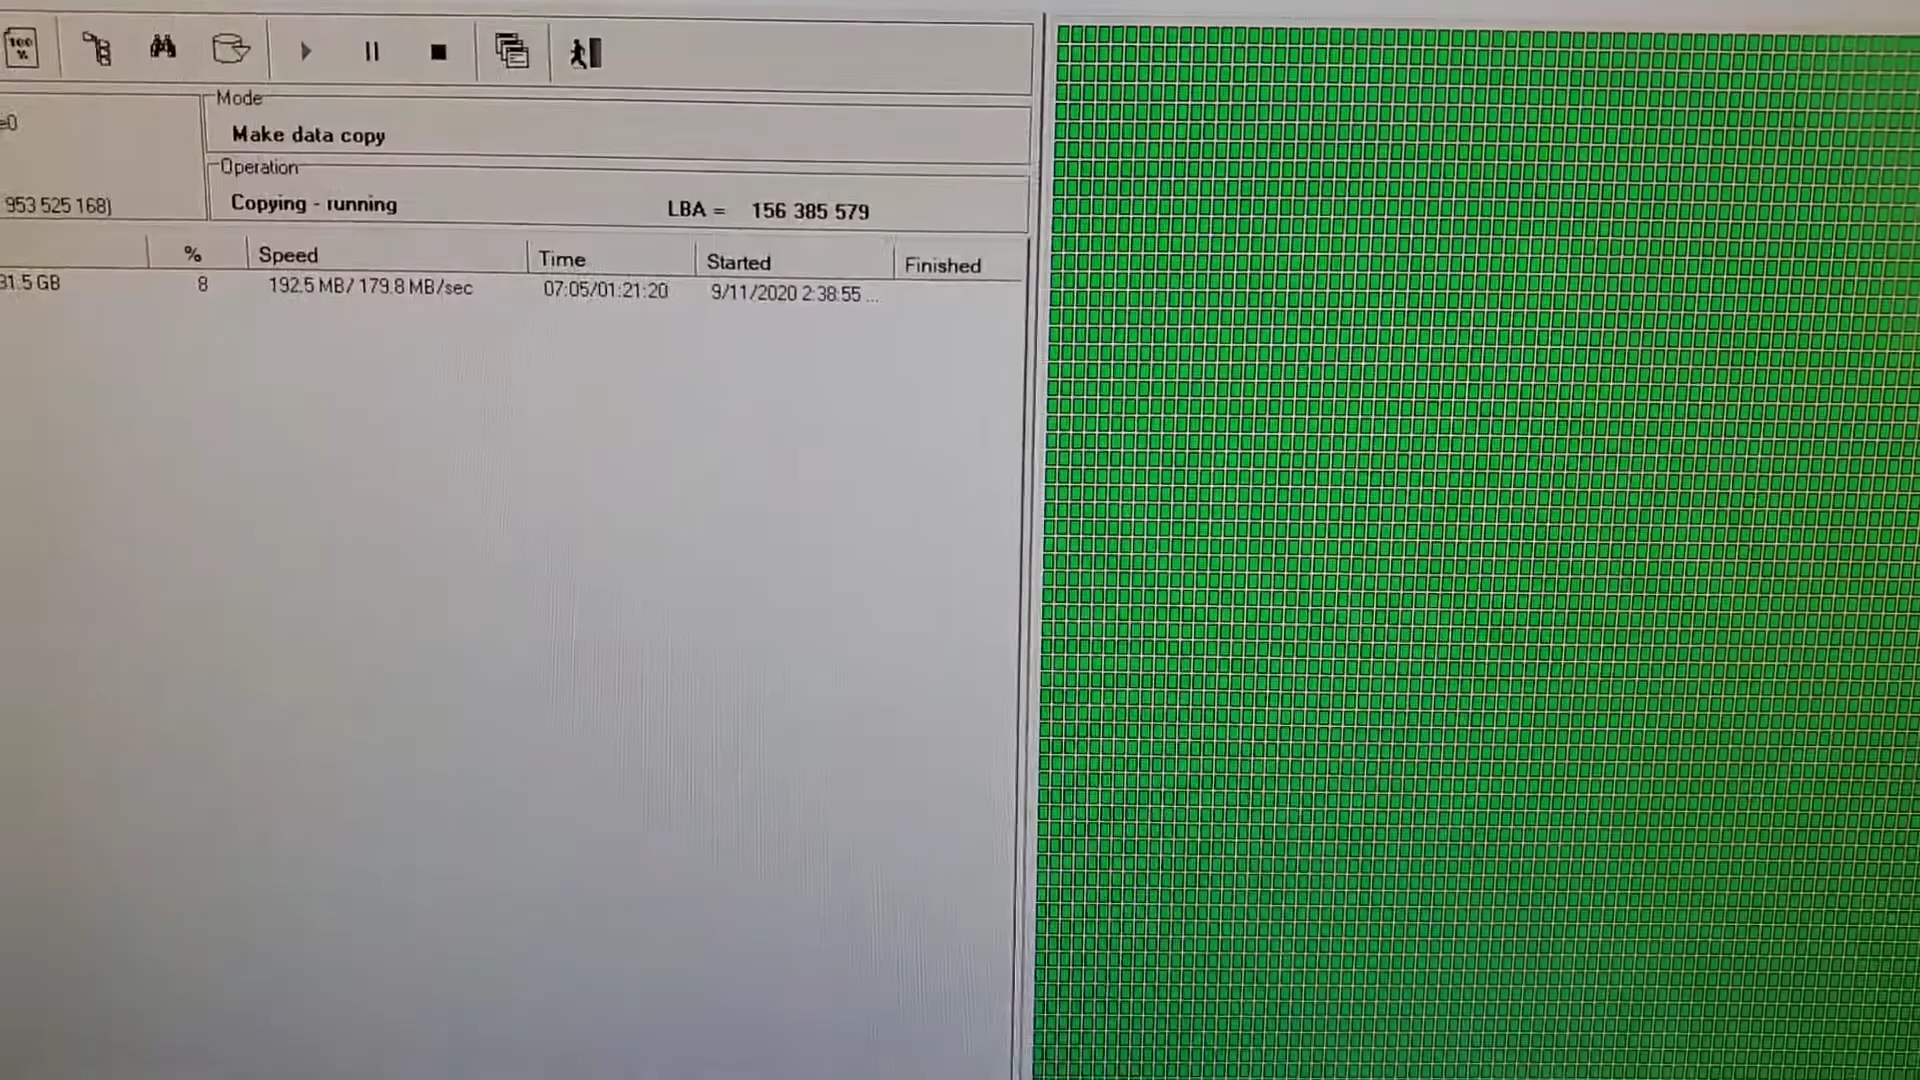 100
%
Mode
=0
Make data copy
Operation
953 525 168)
Copying - running LBA = 156 385 579
% Speed Time Started Finished
31.5 GB 8 192.5 MB/ 179.8 MB/sec 07:05/01:21:20 9/11/2020 2:38:55 ...